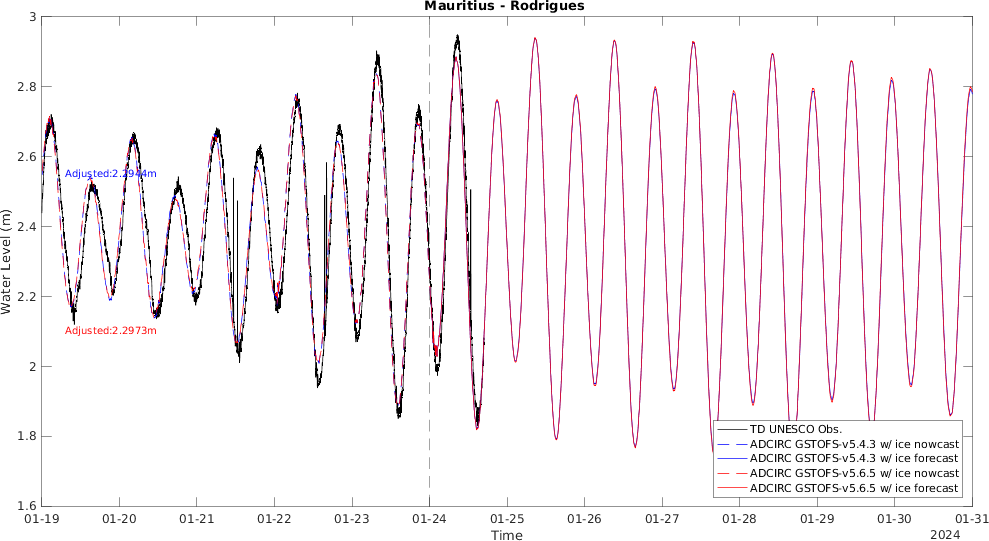 Mauritius - Rodrigues
3
2.8
2.6
2.4
2.2
2
1.8
1.6
Water Level (m)
Adjusted:2.2944m
Adjusted:2.2973m
TD UNESCO Obs.
ADCIRC GSTOFS-v5.4.3 w/ ice nowcast
ADCIRC GSTOFS-v5.4.3 w/ ice forecast
ADCIRC GSTOFS-v5.6.5 w/ ice nowcast
ADCIRC GSTOFS-v5.6.5 w/ ice forecast
01-19 01-20 01-21 01-22 01-23 01-24 01-25 01-26 01-27 01-28 01-29 01-30 01-31
Time
2024